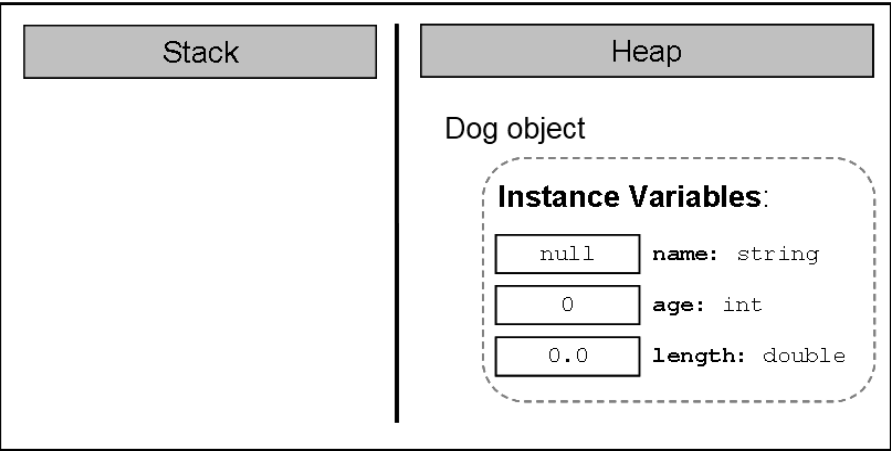 Stack
Heap
Dog object
Instance Variables:
null name: string
0 age: int
0.0 length: double